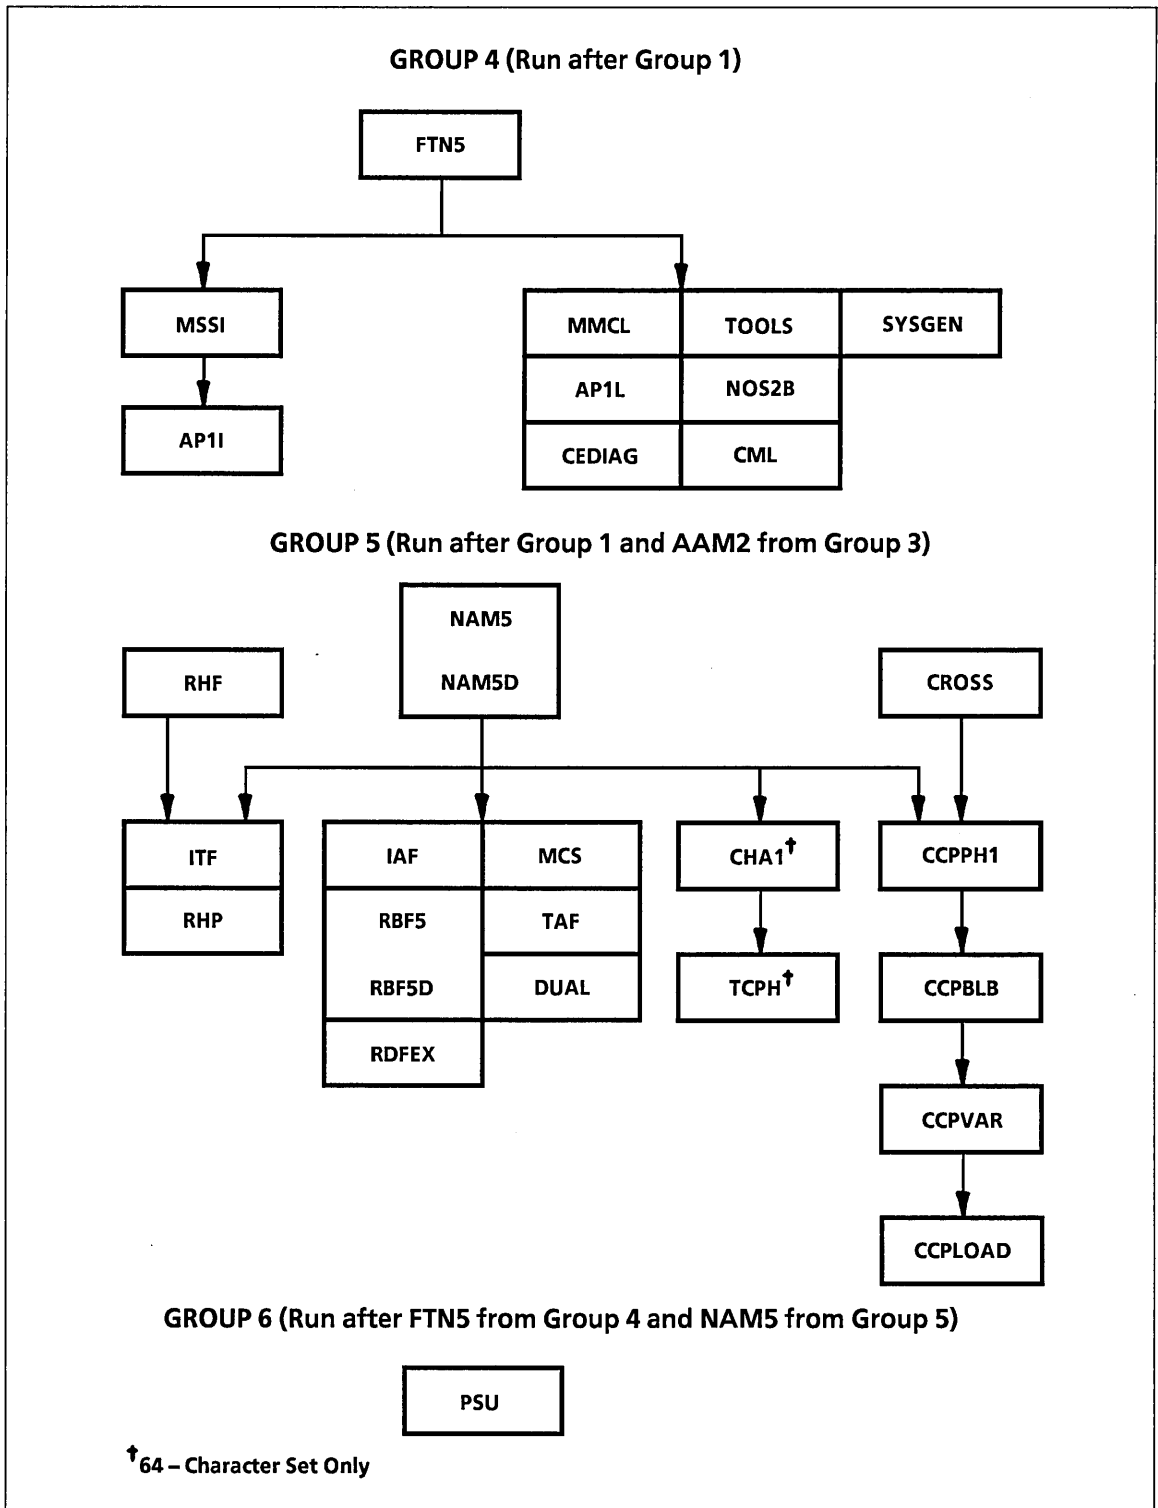 GROUP 4 (Run after Group 1)
FTN5
MSSI
MMCL TOOLS SYSGEN
AP1L NOS2B
AP1I
CEDIAG CML
GROUP 5 (Run after Group 1 and AAM2 from Group 3)
NAM5
RHF NAM5D CROSS
ITF IAF MCS CHA1† CCPPH1
RHP RBF5 TAF
RBF5D DUAL TCPH† CCPBLB
RDFEX
CCPVAR
CCPLOAD
GROUP 6 (Run after FTN5 from Group 4 and NAM5 from Group 5)
PSU
†64 – Character Set Only